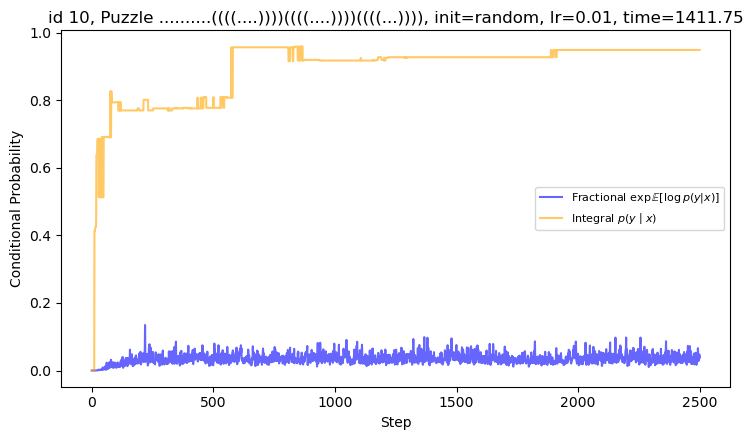 id 10, Puzzle ..........((((....))))((((....))))((((...)))), init=random, lr=0.01, time=1411.75
1.0
0.8
0.6
0.4
0.2
0.0
Conditional Probability
Fractional exp𝔼[log p(y|x)]
Integral p(y | x)
0
500
1000
1500
2000
2500
Step